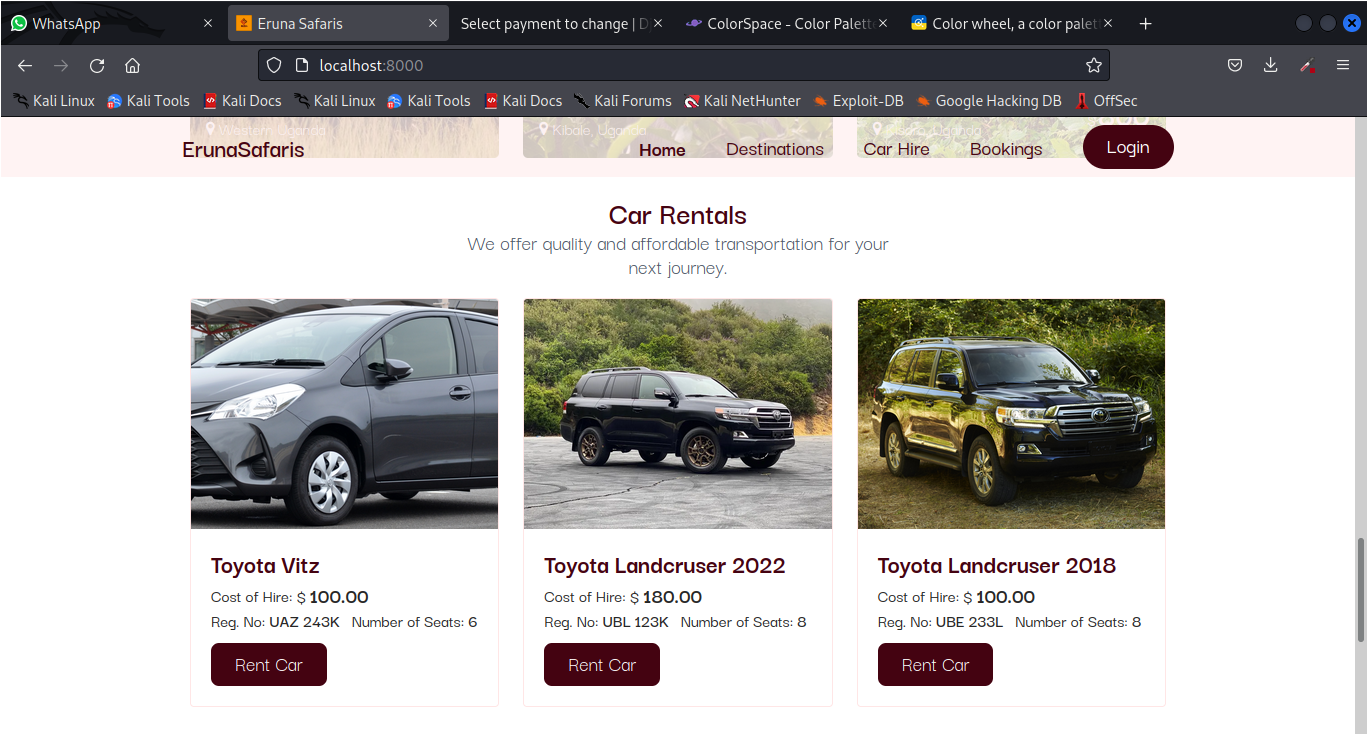 WhatsApp
Eruna Safaris
Select payment to change | Dj
ColorSpace - Color Palette
Color wheel, a color palet
localhost:8000
Kali Linux Kali Tools Kali Docs Kali Linux Kali Tools Kali Docs Kali Forums Kali NetHunter Exploit-DB Google Hacking DB OffSec
Western, Uganda Kibale, Uganda
ErunaSafaris Home Destinations Car Hire Bookings Login
Car Rentals
We offer quality and affordable transportation for your
next journey.
Toyota Vitz
Cost of Hire: $ 100.00
Reg. No: UAZ 243K Number of Seats: 6
Rent Car
Toyota Landcruser 2022
Cost of Hire: $ 180.00
Reg. No: UBL 123K Number of Seats: 8
Rent Car
Toyota Landcruser 2018
Cost of Hire: $ 100.00
Reg. No: UBE 233L Number of Seats: 8
Rent Car